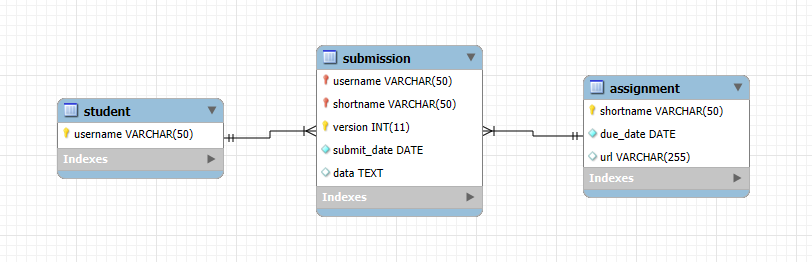 student
username VARCHAR(50)
Indexes
submission
username VARCHAR(50)
shortname VARCHAR(50)
version INT(11)
submit_date DATE
data TEXT
Indexes
assignment
shortname VARCHAR(50)
due_date DATE
url VARCHAR(255)
Indexes